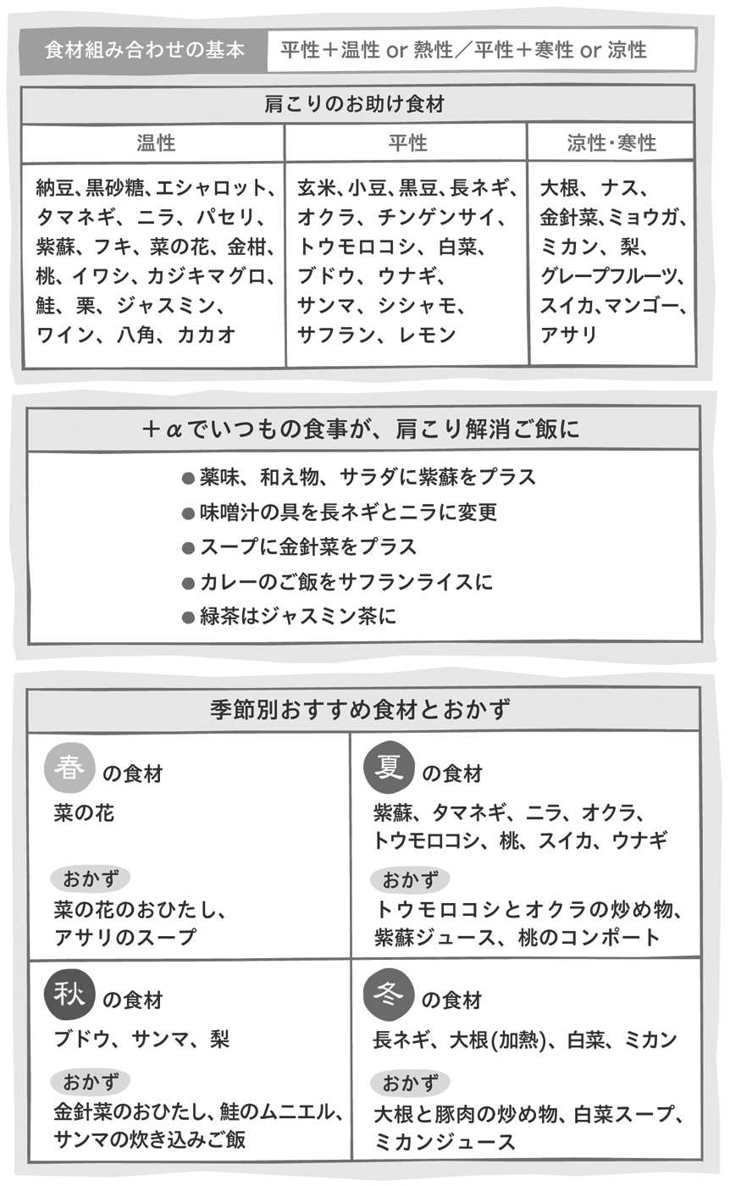 食材組み合わせの基本
平性＋温性 or 熱性／平性＋寒性 or 涼性
肩こりのお助け食材
温性
納豆、黒砂糖、エシャロット、
タマネギ、ニラ、パセリ、
紫蘇、フキ、菜の花、金柑、
桃、イワシ、カジキマグロ、
鮭、栗、ジャスミン、
ワイン、八角、カカオ
平性
玄米、小豆、黒豆、長ネギ、
オクラ、チンゲンサイ、
トウモロコシ、白菜、
ブドウ、ウナギ、
サンマ、シシャモ、
サフラン、レモン
涼性・寒性
大根、ナス、
金針菜、ミョウガ、
ミカン、梨、
グレープフルーツ、
スイカ、マンゴー、
アサリ
＋αでいつもの食事が、肩こり解消ご飯に
●薬味、和え物、サラダに紫蘇をプラス
●味噌汁の具を長ネギとニラに変更
●スープに金針菜をプラス
●カレーのご飯をサフランライスに
●緑茶はジャスミン茶に
季節別おすすめ食材とおかず
春の食材
菜の花
おかず
菜の花のおひたし、
アサリのスープ
夏の食材
紫蘇、タマネギ、ニラ、オクラ、
トウモロコシ、桃、スイカ、ウナギ
おかず
トウモロコシとオクラの炒め物、
紫蘇ジュース、桃のコンポート
秋の食材
ブドウ、サンマ、梨
おかず
金針菜のおひたし、鮭のムニエル、
サンマの炊き込みご飯
冬の食材
長ネギ、大根(加熱)、白菜、ミカン
おかず
大根と豚肉の炒め物、白菜スープ、
ミカンジュース